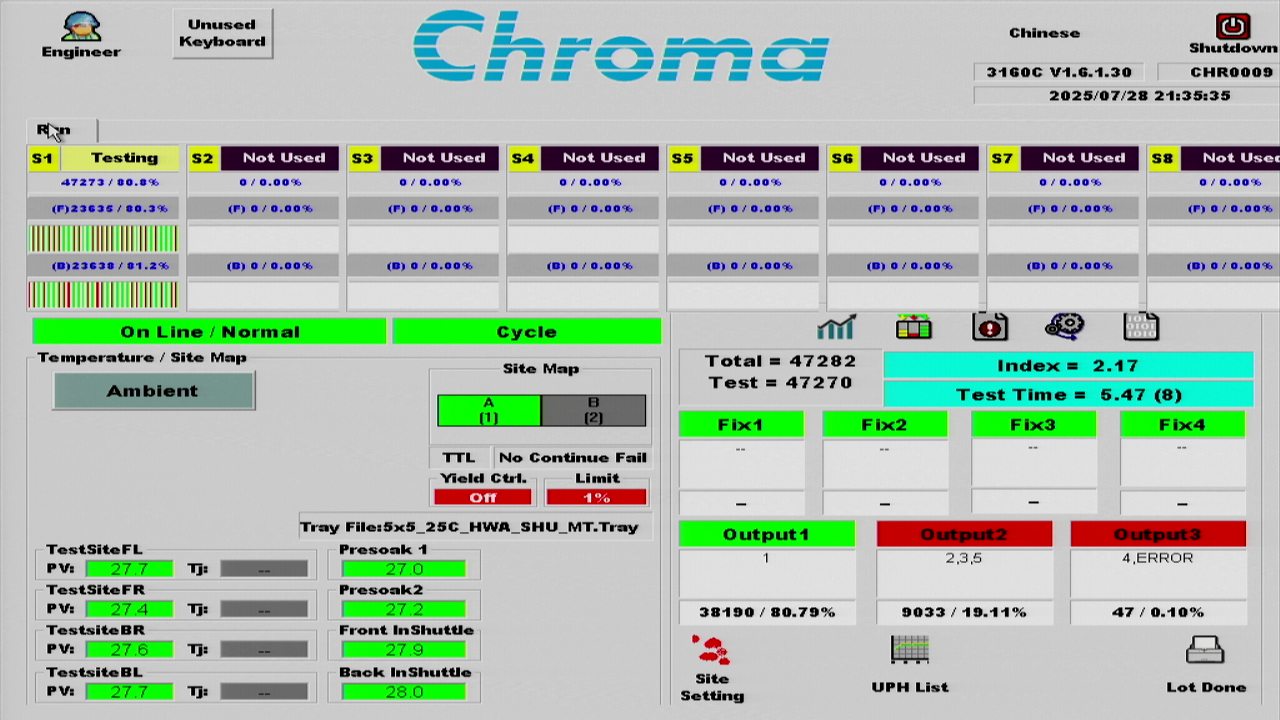 Engineer
Unused
Keyboard
Chroma
Chinese
Shutdown
3160C V1.6.1.30
CHR0009
2025/07/28 21:35:35
Run
S1 Testing
S2 Not Used
S3 Not Used
S4 Not Used
S5 Not Used
S6 Not Used
S7 Not Used
S8 Not Used
47273 / 80.8%
0 / 0.00%
0 / 0.00%
0 / 0.00%
0 / 0.00%
0 / 0.00%
0 / 0.00%
0 / 0.00%
(F)23635 / 80.3%
(F) 0 / 0.00%
(F) 0 / 0.00%
(F) 0 / 0.00%
(F) 0 / 0.00%
(F) 0 / 0.00%
(F) 0 / 0.00%
(F) 0 / 0.00%
(B)23638 / 81.2%
(B) 0 / 0.00%
(B) 0 / 0.00%
(B) 0 / 0.00%
(B) 0 / 0.00%
(B) 0 / 0.00%
(B) 0 / 0.00%
(B) 0 / 0.00%
On Line / Normal
Cycle
Temperature / Site Map
Ambient
Site Map
A
(1)
B
(2)
TTL
No Continue Fail
Yield Ctrl.
Off
Limit
1%
Tray File:5x5_25C_HWA_SHU_MT.Tray
TestSiteFL
PV: 27.7 Tj: --
TestSiteFR
PV: 27.4 Tj: --
TestsiteBR
PV: 27.6 Tj: --
TestsiteBL
PV: 27.7 Tj: --
Presoak 1
27.0
Presoak2
27.2
Front InShuttle
27.9
Back InShuttle
28.0
Total = 47282
Test = 47270
Index = 2.17
Test Time = 5.47 (8)
Fix1
--
–
Fix2
--
–
Fix3
--
–
Fix4
--
–
Output1
1
38190 / 80.79%
Output2
2,3,5
9033 / 19.11%
Output3
4,ERROR
47 / 0.10%
Site
Setting
UPH List
Lot Done